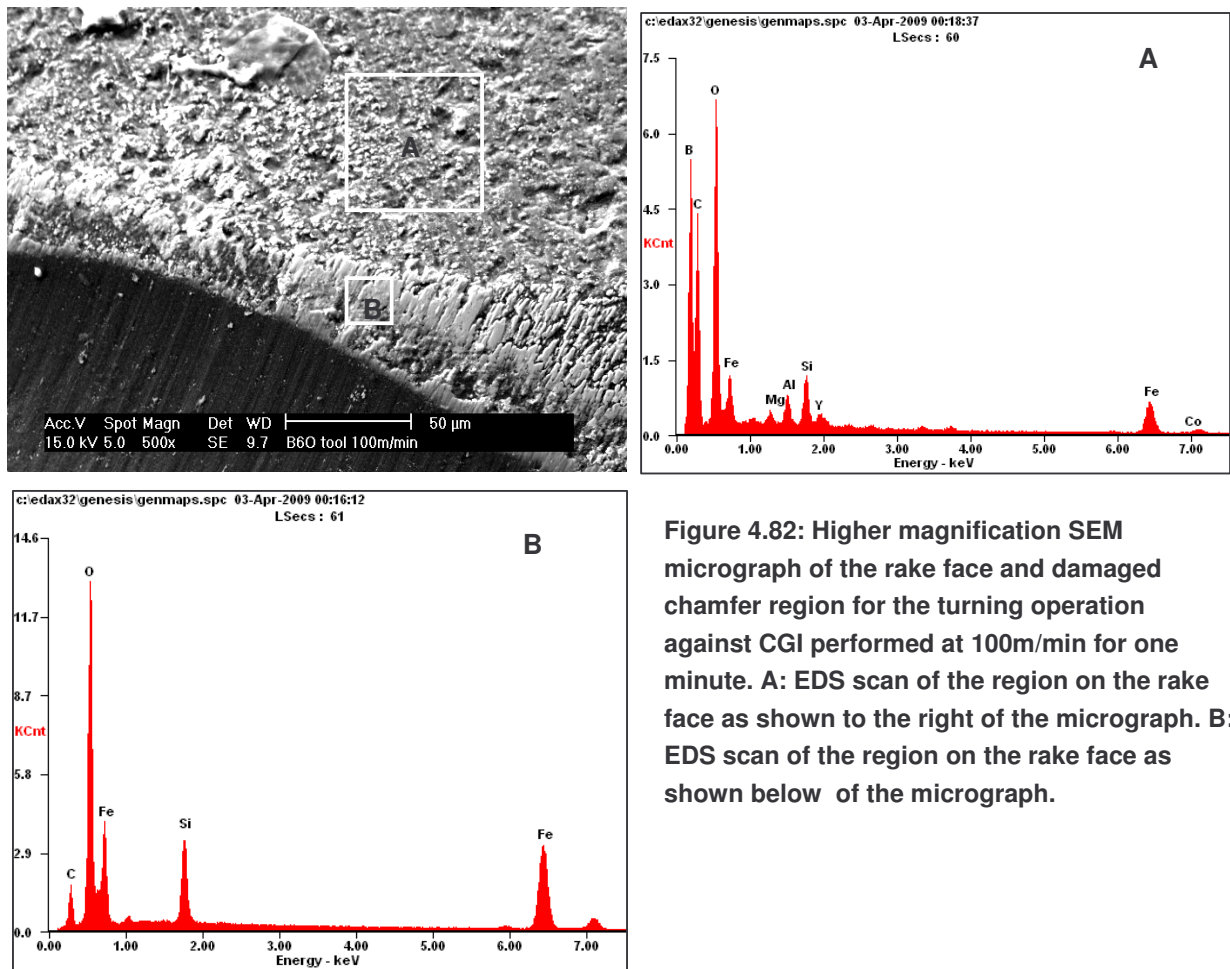 A
B
Acc.V Spot Magn Det WD 50 µm
15.0 kV 5.0 500x SE 9.7 B6O tool 100m/min
c:\edax32\genesis\genmaps.spc 03-Apr-2009 00:18:37
LSecs : 60
A
7.5
6.0
4.5
KCnt
3.0
1.5
0.0
B
C
O
Fe
Mg
Al
Si
Y
Fe
Co
0.00 1.00 2.00 3.00 4.00 5.00 6.00 7.00
Energy - keV
c:\edax32\genesis\genmaps.spc 03-Apr-2009 00:16:12
LSecs : 61
B
14.6
11.7
8.7
KCnt
5.8
2.9
0.0
C
O
Fe
Si
Fe
0.00 1.00 2.00 3.00 4.00 5.00 6.00 7.00
Energy - keV
Figure 4.82: Higher magnification SEM
micrograph of the rake face and damaged
chamfer region for the turning operation
against CGI performed at 100m/min for one
minute. A: EDS scan of the region on the rake
face as shown to the right of the micrograph. B:
EDS scan of the region on the rake face as
shown below of the micrograph.